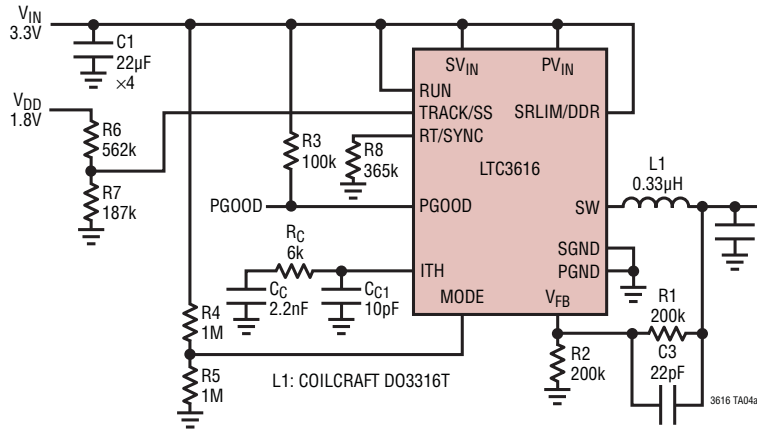 VIN
3.3V
C1
22µF
×4
SVIN
PVIN
RUN
TRACK/SS
SRLIM/DDR
RT/SYNC
VDD
1.8V
R6
562k
R3
100k
R8
365k
LTC3616
L1
0.33µH
R7
187k
PGOOD
PGOOD
SW
RC
6k
SGND
ITH
PGND
CC
2.2nF
CC1
10pF
MODE
VFB
R1
200k
R4
1M
R2
200k
C3
22pF
R5
1M
L1: COILCRAFT DO3316T
3616 TA04a